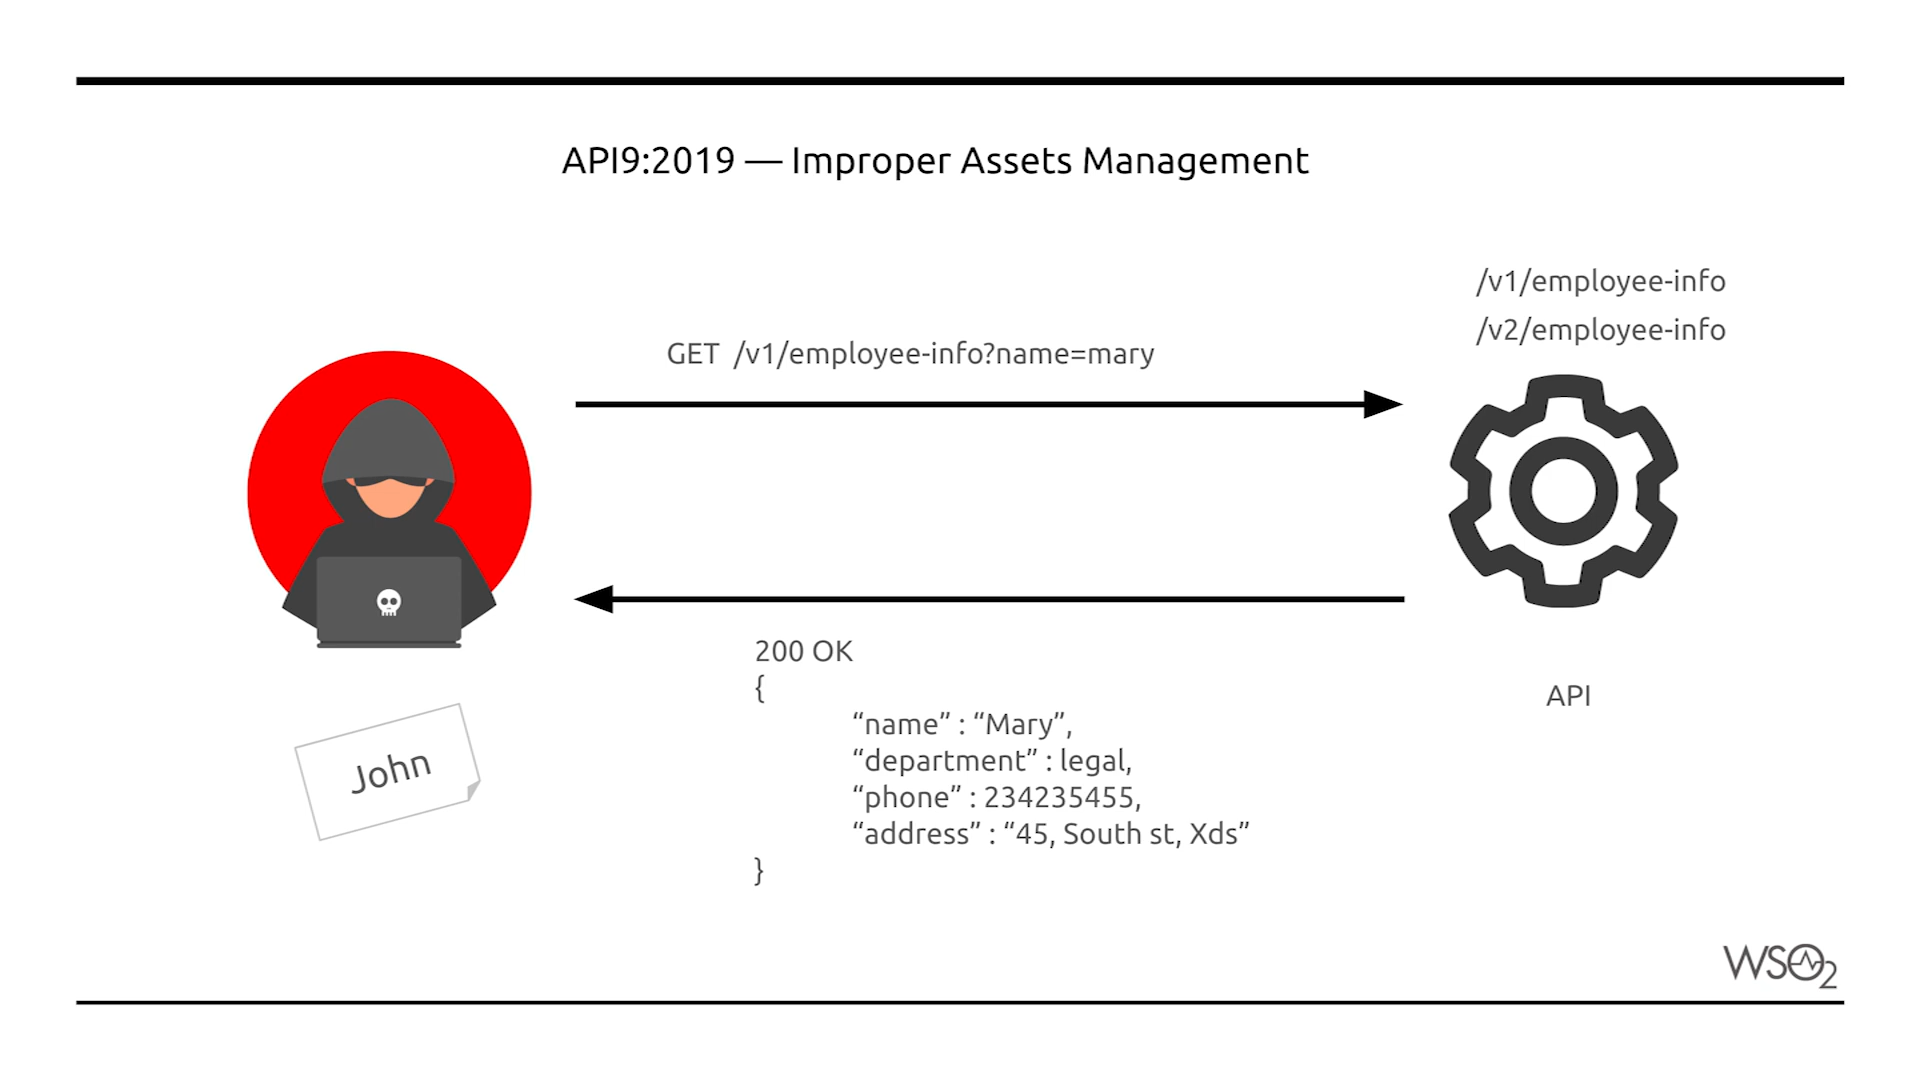 API9:2019 — Improper Assets Management
/v1/employee-info
/v2/employee-info
GET /v1/employee-info?name=mary
200 OK
{
“name” : “Mary”,
“department” : legal,
“phone” : 234235455,
“address” : “45, South st, Xds”
}
API
John
WSO2